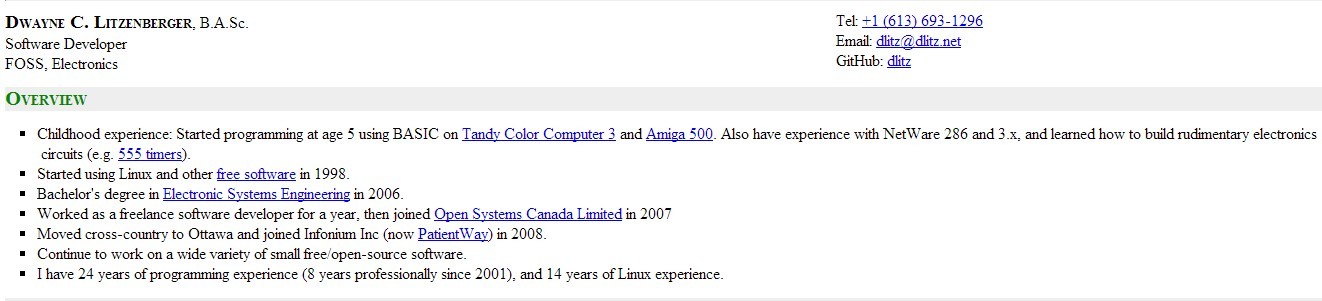 DWAYNE C. LITZENBERGER, B.A.Sc.
Software Developer
FOSS, Electronics
Tel: +1 (613) 693-1296
Email: dlitz@dlitz.net
GitHub: dlitz
OVERVIEW
▪ Childhood experience: Started programming at age 5 using BASIC on Tandy Color Computer 3 and Amiga 500. Also have experience with NetWare 286 and 3.x, and learned how to build rudimentary electronics
circuits (e.g. 555 timers).
▪ Started using Linux and other free software in 1998.
▪ Bachelor's degree in Electronic Systems Engineering in 2006.
▪ Worked as a freelance software developer for a year, then joined Open Systems Canada Limited in 2007
▪ Moved cross-country to Ottawa and joined Infonium Inc (now PatientWay) in 2008.
▪ Continue to work on a wide variety of small free/open-source software.
▪ I have 24 years of programming experience (8 years professionally since 2001), and 14 years of Linux experience.